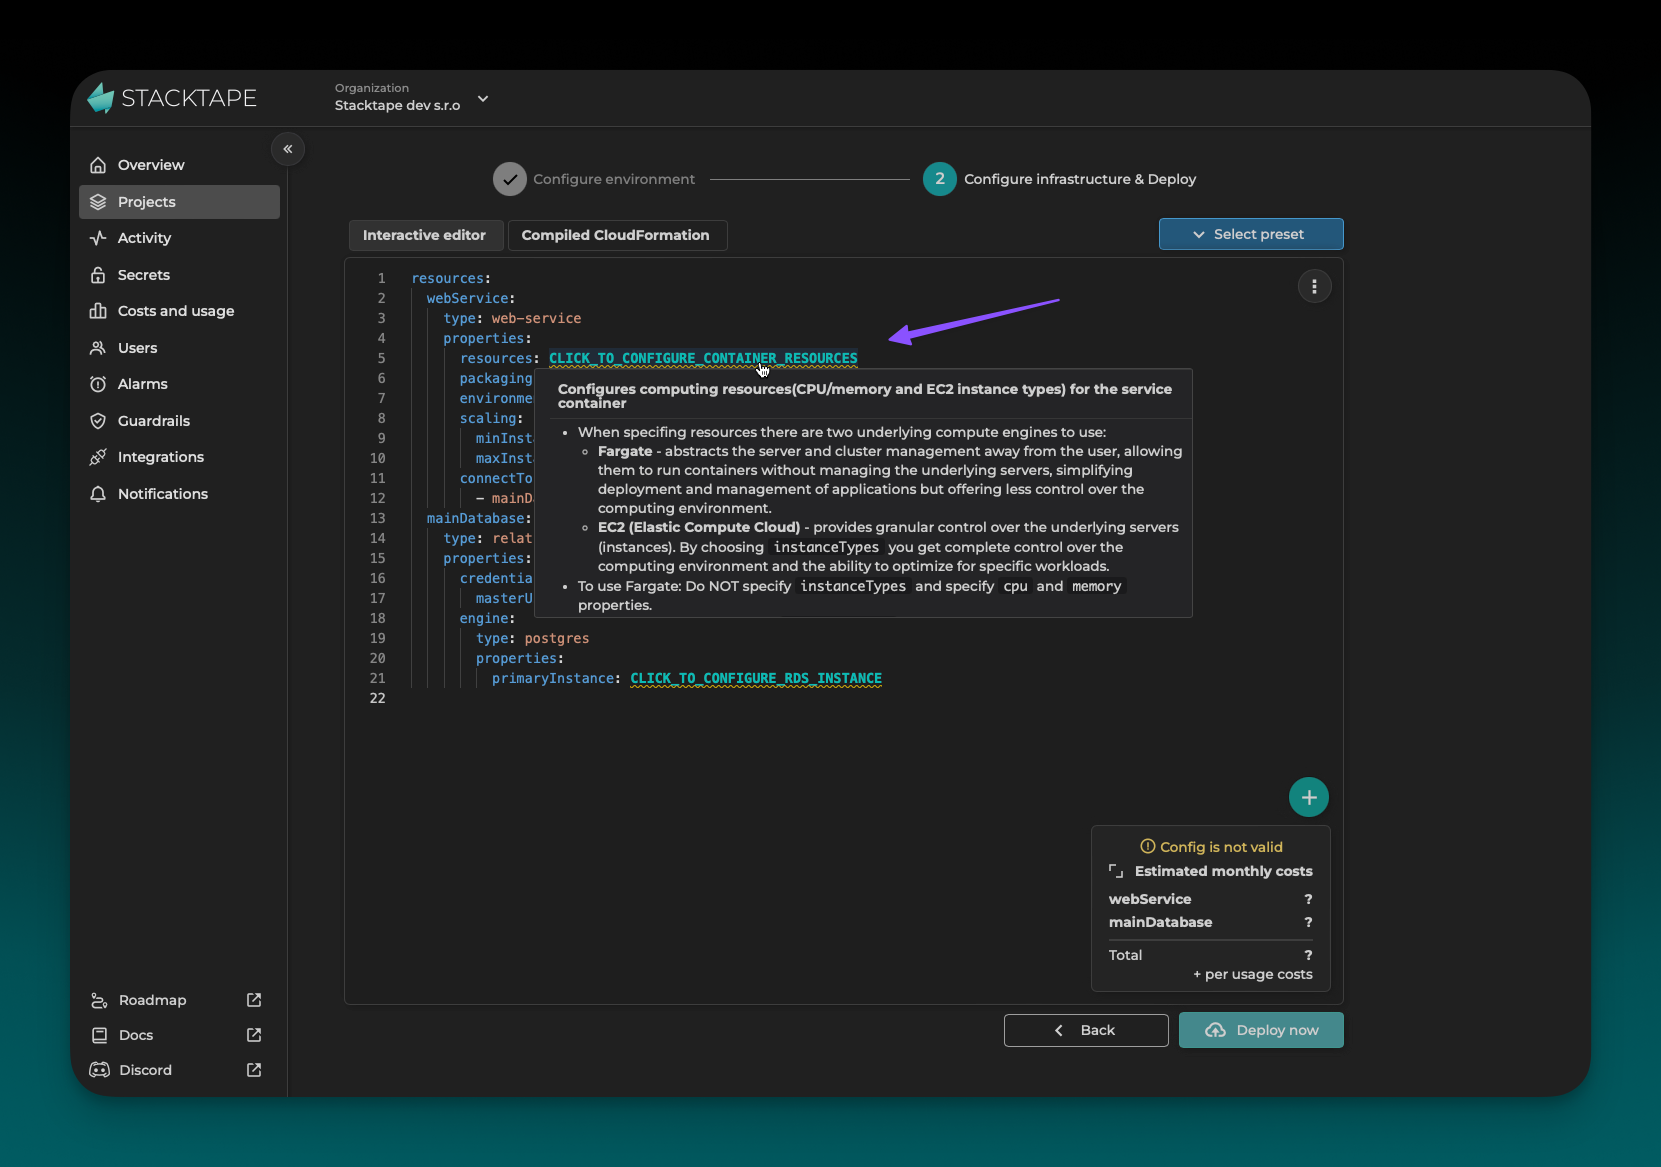 STACKTAPE
Organization
Stacktape dev s.r.o
Overview
Projects
Activity
Secrets
Costs and usage
Users
Alarms
Guardrails
Integrations
Notifications
Roadmap
Docs
Discord
Configure environment
2 Configure infrastructure & Deploy
Interactive editor
Compiled CloudFormation
Select preset
1 resources:
2 webService:
3 type: web-service
4 properties:
5 resources: CLICK_TO_CONFIGURE_CONTAINER_RESOURCES
6 packaging
7 environme
8 scaling:
9 minInst
10 maxInst
11 connectTo
12 - mainD
13 mainDatabase:
14 type: relat
15 properties:
16 credentia
17 masterU
18 engine:
19 type: postgres
20 properties:
21 primaryInstance: CLICK_TO_CONFIGURE_RDS_INSTANCE
22
Configures computing resources(CPU/memory and EC2 instance types) for the service
container
• When specifing resources there are two underlying compute engines to use:
◦ Fargate - abstracts the server and cluster management away from the user, allowing
them to run containers without managing the underlying servers, simplifying
deployment and management of applications but offering less control over the
computing environment.
◦ EC2 (Elastic Compute Cloud) - provides granular control over the underlying servers
(instances). By choosing instanceTypes you get complete control over the
computing environment and the ability to optimize for specific workloads.
• To use Fargate: Do NOT specify instanceTypes and specify cpu and memory
properties.
Config is not valid
Estimated monthly costs
webService ?
mainDatabase ?
Total ?
+ per usage costs
Back
Deploy now